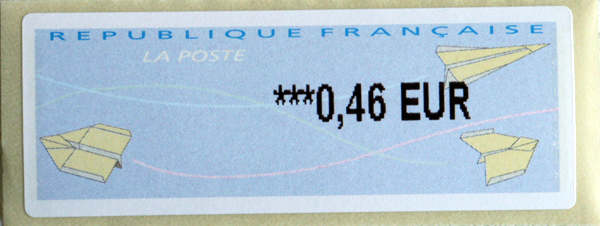 REPUBLIQUE FRANÇAISE
LA POSTE
***0,46 EUR